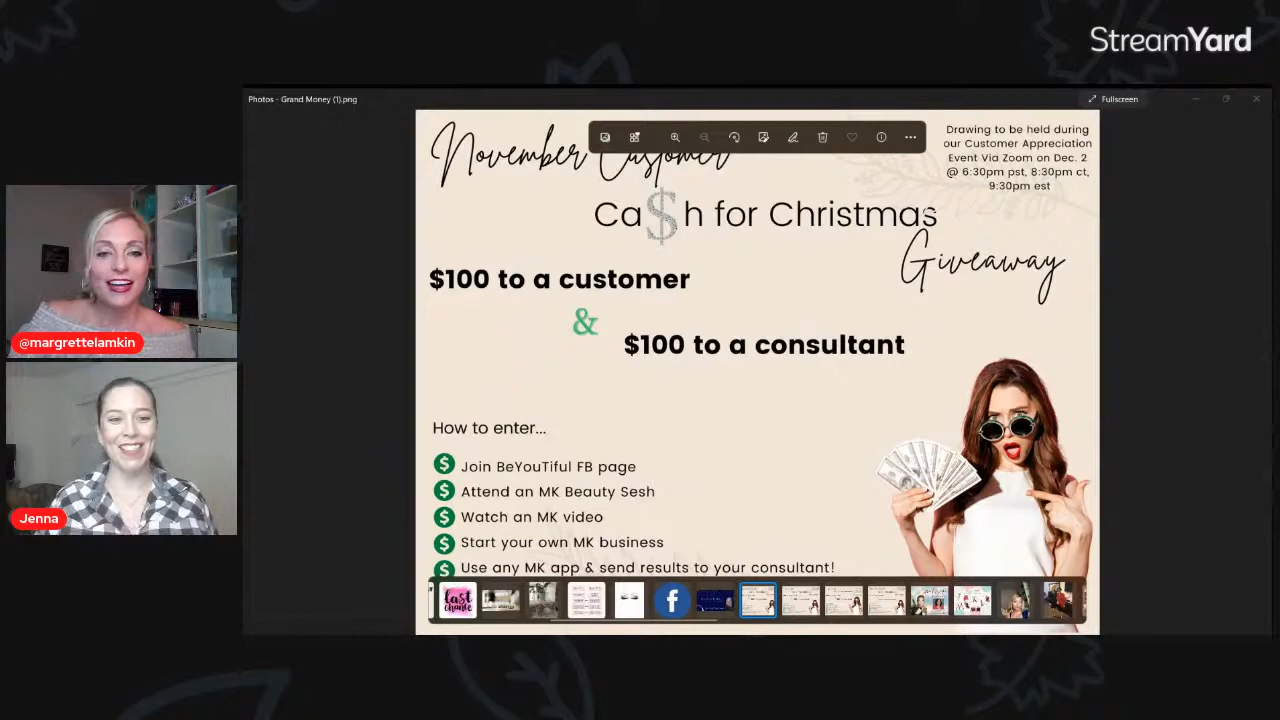 StreamYard
Photos - Grand Money (1).png
Fullscreen
November Customer
Drawing to be held during
our Customer Appreciation
Event Via Zoom on Dec. 2
@ 6:30pm pst, 8:30pm ct,
9:30pm est
Ca$h for Christmas
Giveaway
$100 to a customer
&
$100 to a consultant
How to enter...
$ Join BeYouTiful FB page
$ Attend an MK Beauty Sesh
$ Watch an MK video
$ Start your own MK business
$ Use any MK app & send results to your consultant!
@margrettelamkin
Jenna
last
chance
f